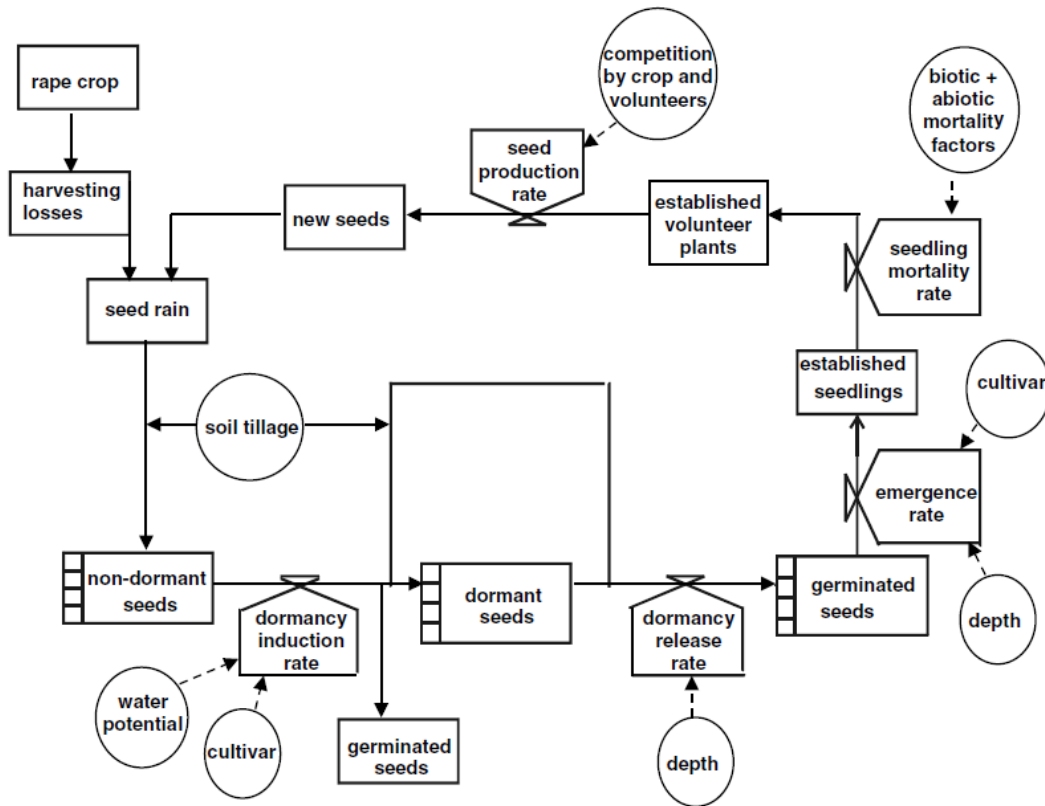 rape crop
harvesting
losses
seed rain
new seeds
competition
by crop and
volunteers
seed
production
rate
established
volunteer
plants
biotic +
abiotic
mortality
factors
seedling
mortality
rate
established
seedlings
cultivar
emergence
rate
depth
soil tillage
non-dormant
seeds
dormancy
induction
rate
water
potential
cultivar
germinated
seeds
dormant
seeds
dormancy
release
rate
depth
germinated
seeds